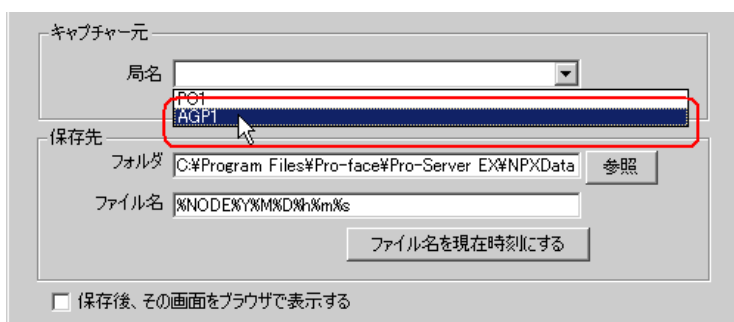 キャプチャー元
局名
PO1
AGP1
保存先
フォルダ C:¥Program Files¥Pro-face¥Pro-Server EX¥NPXData 参照
ファイル名 %NODE%Y%M%D%h%m%s
ファイル名を現在時刻にする
保存後、その画面をブラウザで表示する